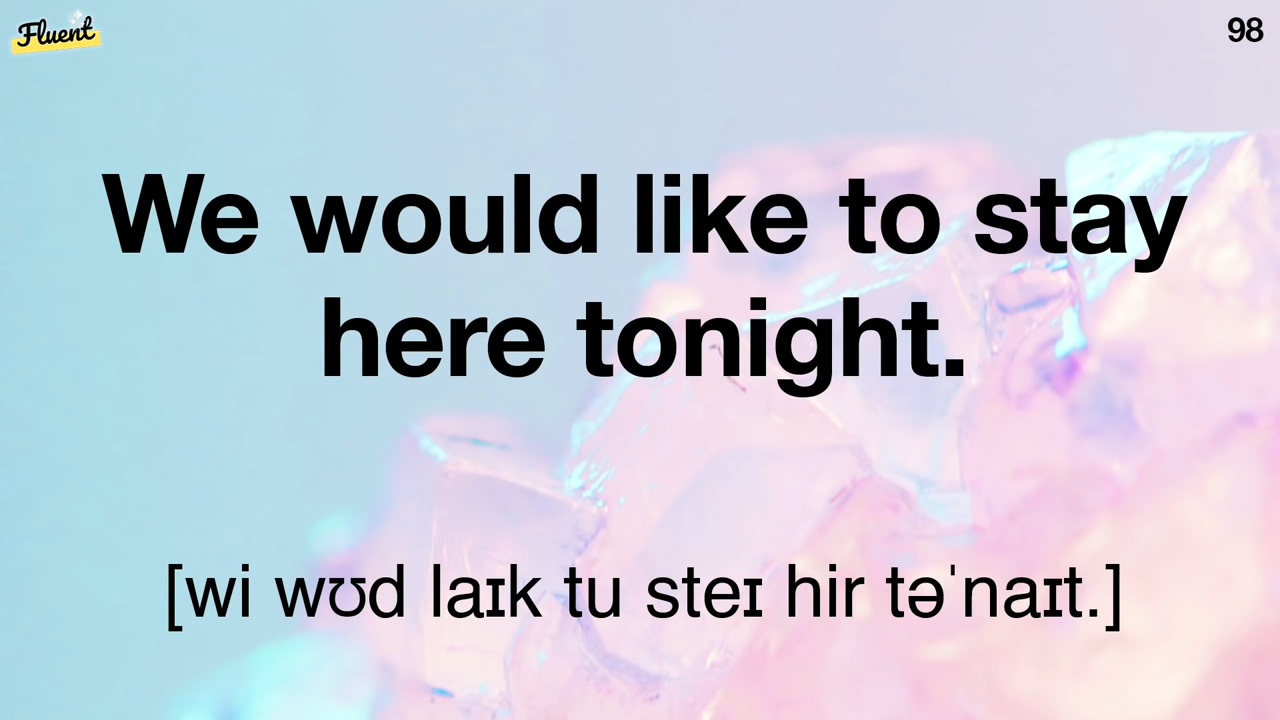 Fluent
98
We would like to stay
here tonight.
[wi wʊd laɪk tu steɪ hir təˈnaɪt.]